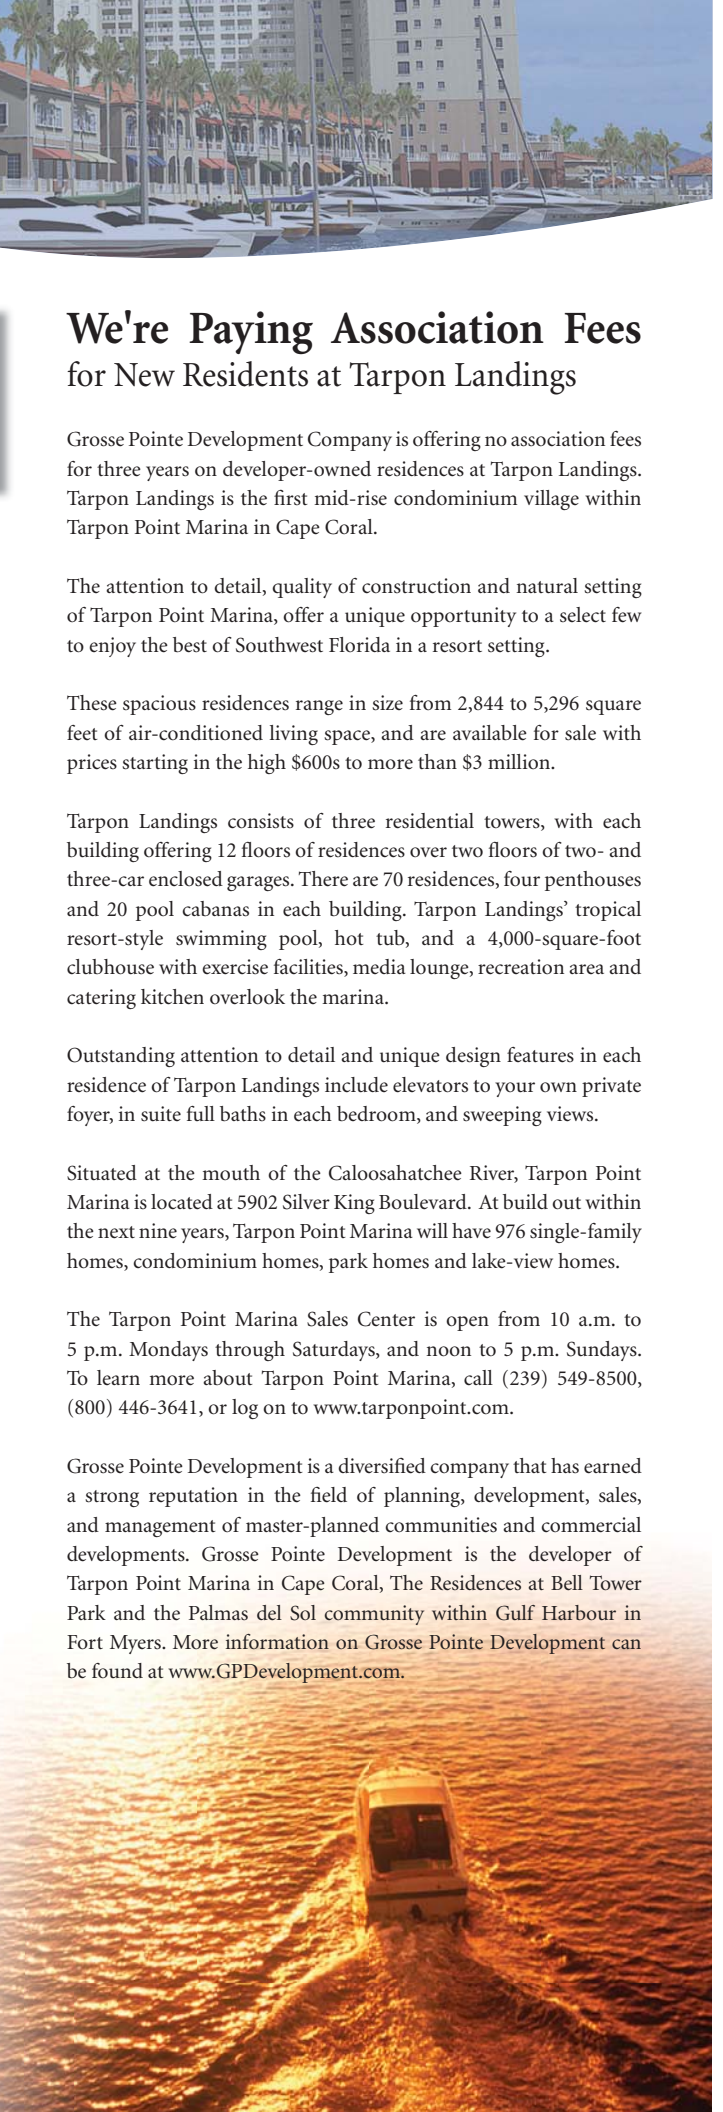 We're Paying Association Fees
for New Residents at Tarpon Landings
Grosse Pointe Development Company is offering no association fees
for three years on developer-owned residences at Tarpon Landings.
Tarpon Landings is the first mid-rise condominium village within
Tarpon Point Marina in Cape Coral.
The attention to detail, quality of construction and natural setting
of Tarpon Point Marina, offer a unique opportunity to a select few
to enjoy the best of Southwest Florida in a resort setting.
These spacious residences range in size from 2,844 to 5,296 square
feet of air-conditioned living space, and are available for sale with
prices starting in the high $600s to more than $3 million.
Tarpon Landings consists of three residential towers, with each
building offering 12 floors of residences over two floors of two- and
three-car enclosed garages. There are 70 residences, four penthouses
and 20 pool cabanas in each building. Tarpon Landings’ tropical
resort-style swimming pool, hot tub, and a 4,000-square-foot
clubhouse with exercise facilities, media lounge, recreation area and
catering kitchen overlook the marina.
Outstanding attention to detail and unique design features in each
residence of Tarpon Landings include elevators to your own private
foyer, in suite full baths in each bedroom, and sweeping views.
Situated at the mouth of the Caloosahatchee River, Tarpon Point
Marina is located at 5902 Silver King Boulevard. At build out within
the next nine years, Tarpon Point Marina will have 976 single-family
homes, condominium homes, park homes and lake-view homes.
The Tarpon Point Marina Sales Center is open from 10 a.m. to
5 p.m. Mondays through Saturdays, and noon to 5 p.m. Sundays.
To learn more about Tarpon Point Marina, call (239) 549-8500,
(800) 446-3641, or log on to www.tarponpoint.com.
Grosse Pointe Development is a diversified company that has earned
a strong reputation in the field of planning, development, sales,
and management of master-planned communities and commercial
developments. Grosse Pointe Development is the developer of
Tarpon Point Marina in Cape Coral, The Residences at Bell Tower
Park and the Palmas del Sol community within Gulf Harbour in
Fort Myers. More information on Grosse Pointe Development can
be found at www.GPDevelopment.com.